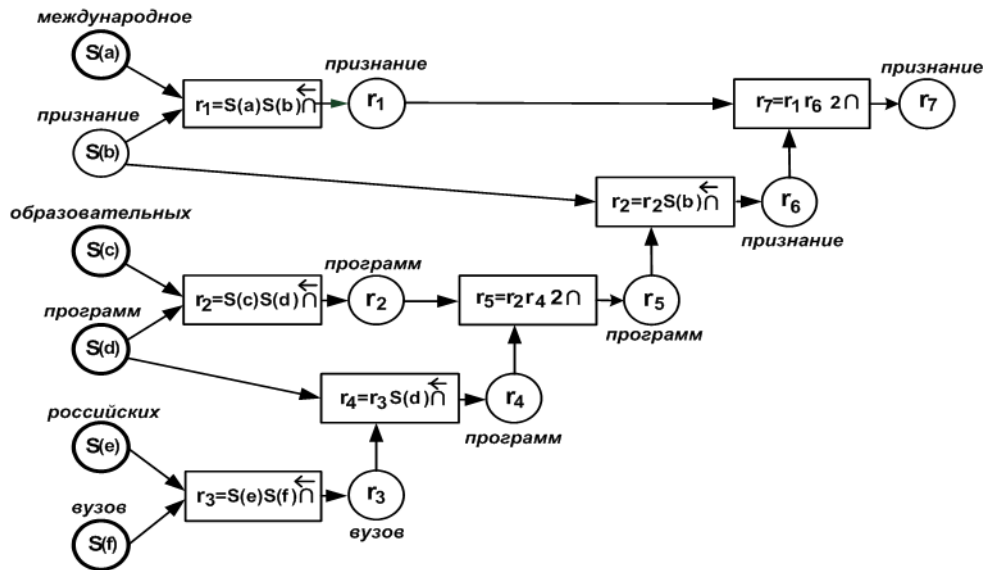 международное
S(a)
r1=S(a)S(b)∩←
признание
r1
r7=r1 r6 2∩
признание
r7
признание
S(b)
r2=r2S(b)∩←
r6
признание
образовательных
S(c)
r2=S(c)S(d)∩←
программ
r2
r5=r2r4 2∩
r5
программ
программ
S(d)
r4=r3S(d)∩←
r4
программ
российских
S(e)
r3=S(e)S(f)∩←
r3
вузов
вузов
S(f)